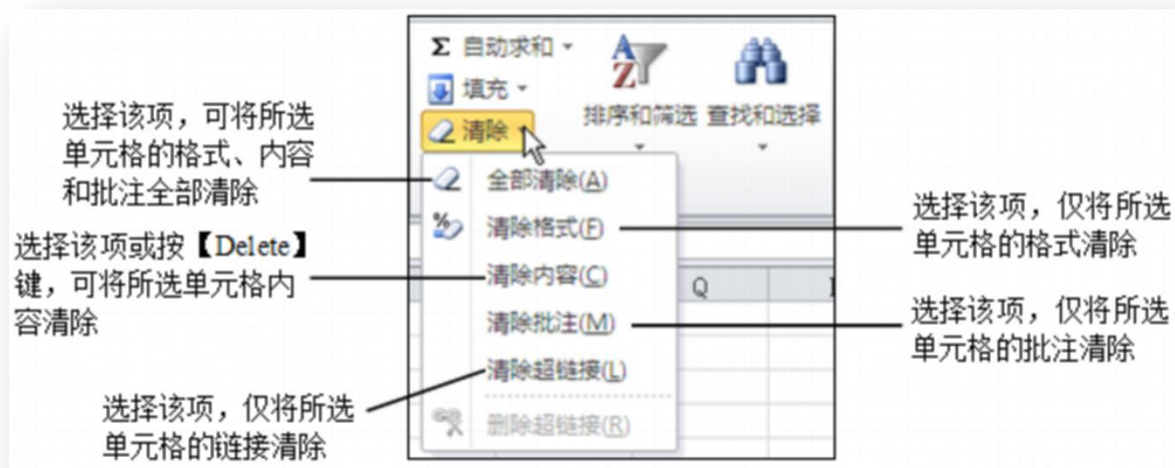 Σ 自动求和
填充
清除
排序和筛选
查找和选择
全部清除(A)
清除格式(F)
清除内容(C)
清除批注(M)
清除超链接(L)
删除超链接(R)
Q
选择该项，可将所选
单元格的格式、内容
和批注全部清除
选择该项或按【Delete】
键，可将所选单元格内
容清除
选择该项，仅将所选
单元格的链接清除
选择该项，仅将所选
单元格的格式清除
选择该项，仅将所选
单元格的批注清除